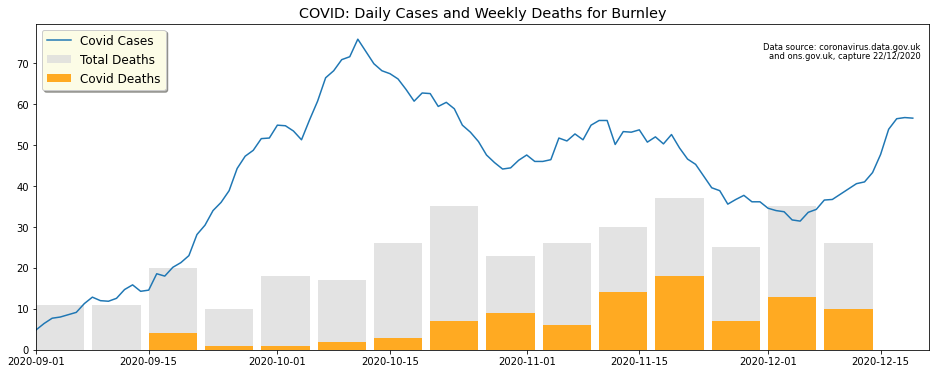 COVID: Daily Cases and Weekly Deaths for Burnley
Covid Cases
Total Deaths
Covid Deaths
Data source: coronavirus.data.gov.uk
and ons.gov.uk, capture 22/12/2020
70
60
50
40
30
20
10
0
2020-09-01 2020-09-15 2020-10-01 2020-10-15 2020-11-01 2020-11-15 2020-12-01 2020-12-15